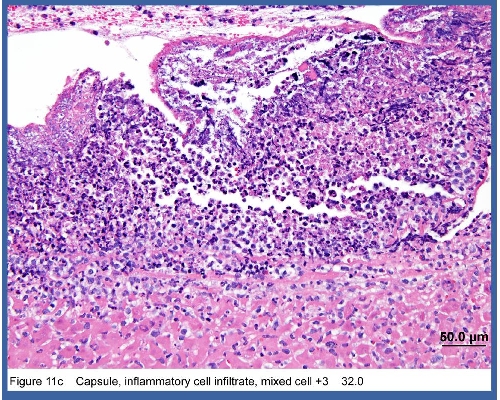 50.0 µm
Figure 11c Capsule, inflammatory cell infiltrate, mixed cell +3 32.0